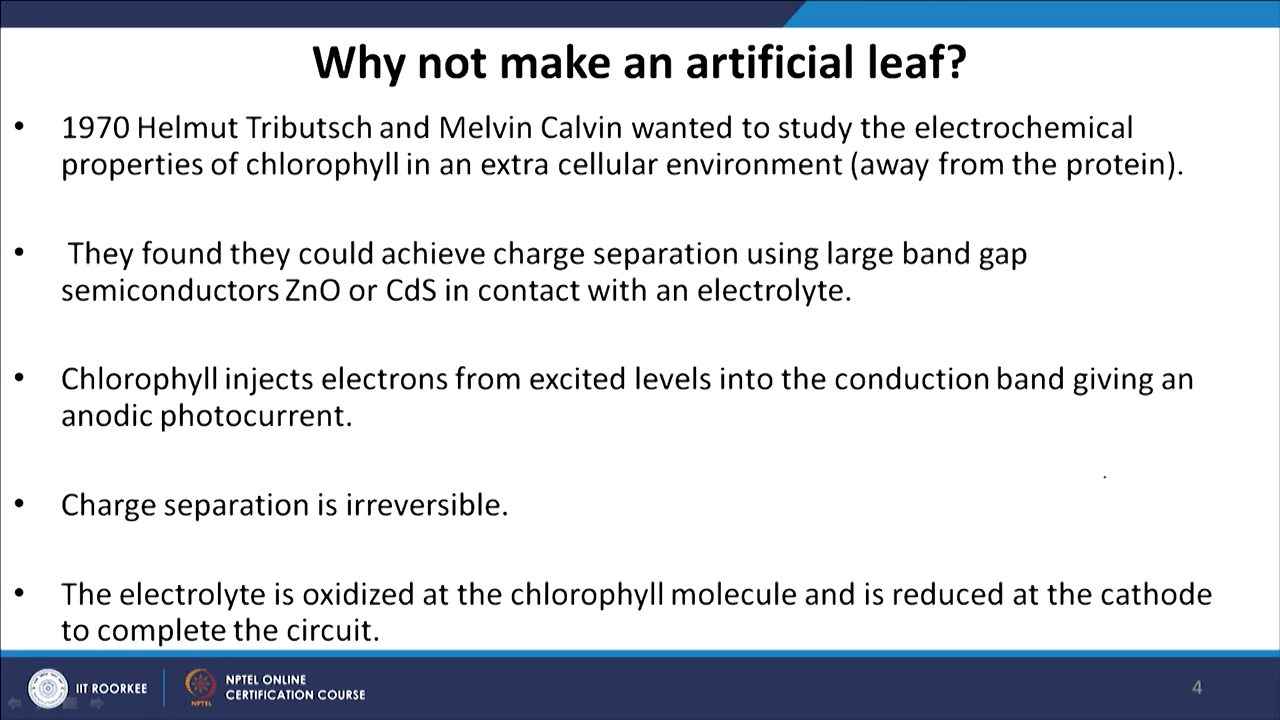 Why not make an artificial leaf?
• 1970 Helmut Tributsch and Melvin Calvin wanted to study the electrochemical
properties of chlorophyll in an extra cellular environment (away from the protein).
• They found they could achieve charge separation using large band gap
semiconductors ZnO or CdS in contact with an electrolyte.
• Chlorophyll injects electrons from excited levels into the conduction band giving an
anodic photocurrent.
• Charge separation is irreversible.
• The electrolyte is oxidized at the chlorophyll molecule and is reduced at the cathode
to complete the circuit.
IIT ROORKEE
NPTEL
NPTEL ONLINE
CERTIFICATION COURSE
4